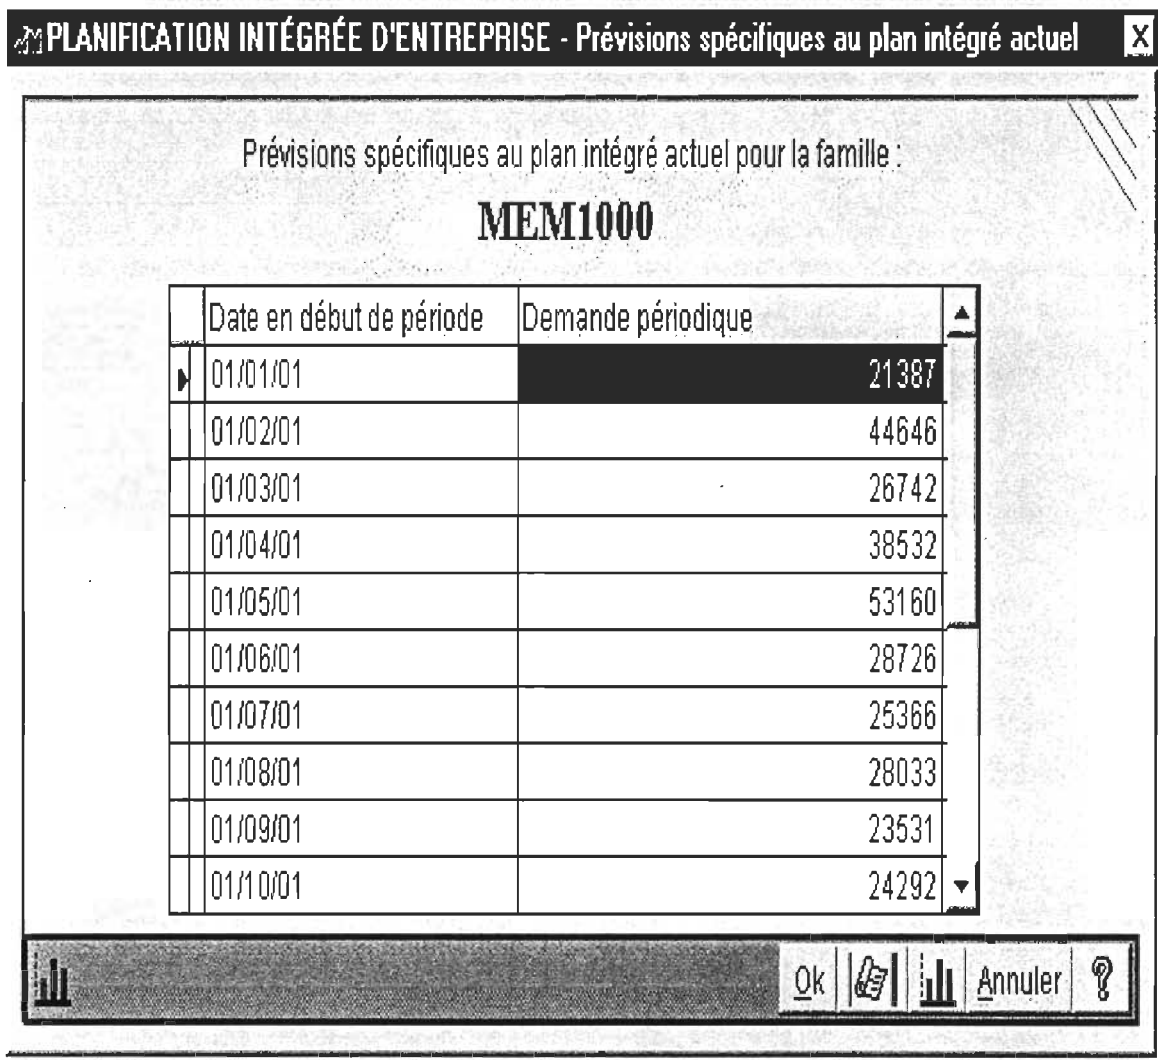 PLANIFICATION INTÉGRÉE D'ENTREPRISE - Prévisions spécifiques au plan intégré actuel X
Prévisions spécifiques au plan intégré actuel pour la famille :
MEM1000
Date en début de période Demande périodique
01/01/01 21387
01/02/01 44646
01/03/01 26742
01/04/01 38532
01/05/01 53160
01/06/01 28726
01/07/01 25366
01/08/01 28033
01/09/01 23531
01/10/01 24292
Ok Annuler ?